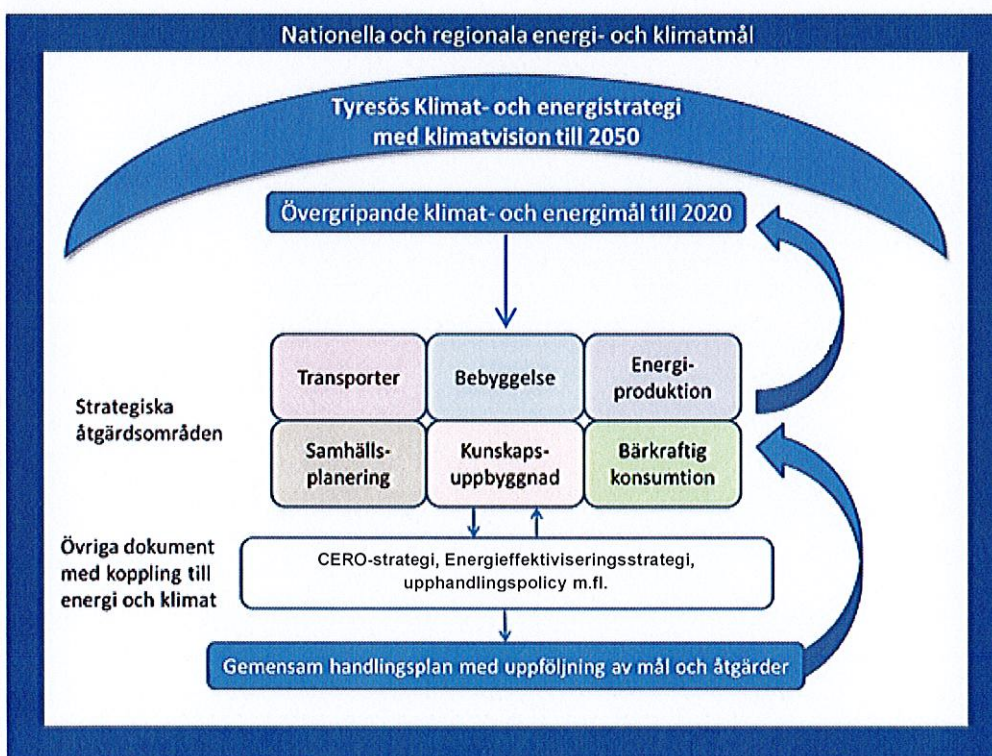 Nationella och regionala energi- och klimatmål
Tyresös Klimat- och energistrategi
med klimatvision till 2050
Övergripande klimat- och energimål till 2020
Strategiska
åtgärdsområden
Transporter
Bebyggelse
Energi-
produktion
Samhälls-
planering
Kunskaps-
uppbyggnad
Bärkraftig
konsumtion
Övriga dokument
med koppling till
energi och klimat
CERO-strategi, Energieffektiviseringsstrategi,
upphandlingspolicy m.fl.
Gemensam handlingsplan med uppföljning av mål och åtgärder